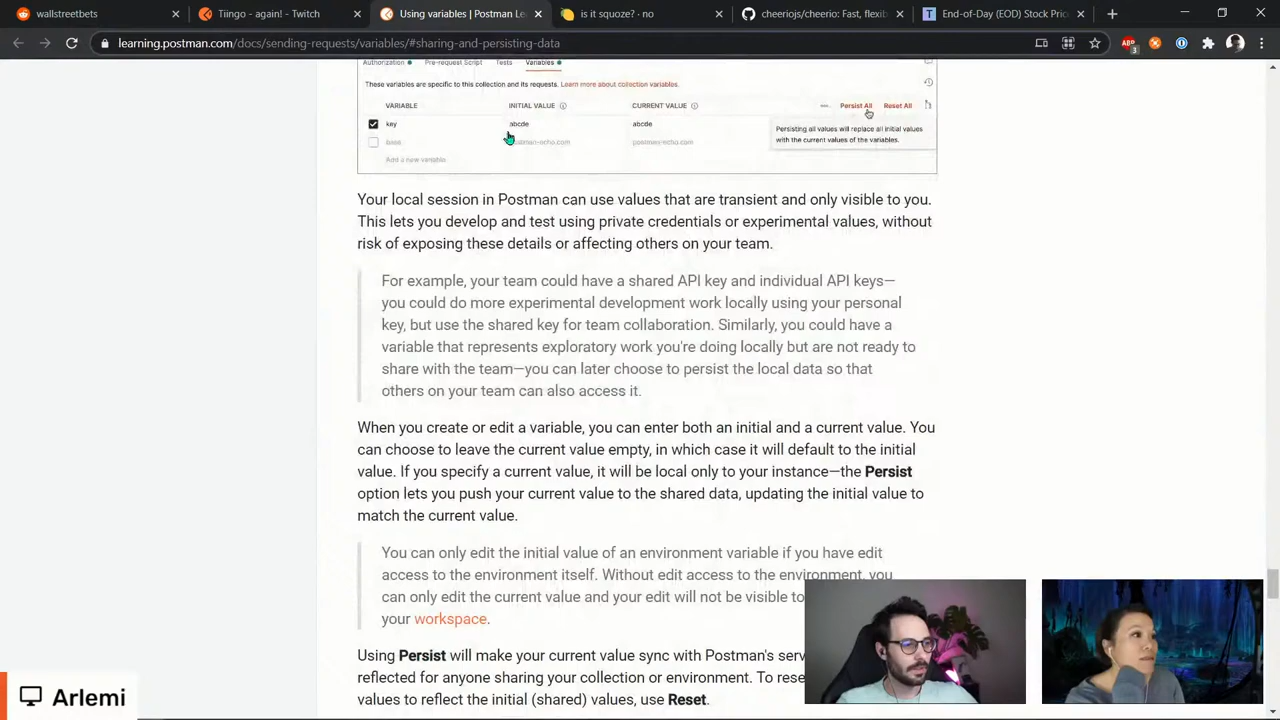 wallstreetbets
Tiingo - again! - Twitch
Using variables | Postman Le
is it squoze? - no
cheeriojs/cheerio: Fast, flexib
End-of-Day (EOD) Stock Price
learning.postman.com/docs/sending-requests/variables/#sharing-and-persisting-data
Authorization
Pre-request Script
Tests
Variables
These variables are specific to this collection and its requests. Learn more about collection variables.
VARIABLE
INITIAL VALUE
CURRENT VALUE
Persist All
Reset All
key
abcde
abcde
Persisting all values will replace all initial values
with the current values of the variables.
base
postman-echo.com
Add a new variable
Your local session in Postman can use values that are transient and only visible to you.
This lets you develop and test using private credentials or experimental values, without
risk of exposing these details or affecting others on your team.
For example, your team could have a shared API key and individual API keys—
you could do more experimental development work locally using your personal
key, but use the shared key for team collaboration. Similarly, you could have a
variable that represents exploratory work you're doing locally but are not ready to
share with the team—you can later choose to persist the local data so that
others on your team can also access it.
When you create or edit a variable, you can enter both an initial and a current value. You
can choose to leave the current value empty, in which case it will default to the initial
value. If you specify a current value, it will be local only to your instance—the Persist
option lets you push your current value to the shared data, updating the initial value to
match the current value.
You can only edit the initial value of an environment variable if you have edit
access to the environment itself. Without edit access to the environment, you
can only edit the current value and your edit will not be visible to
your workspace.
Using Persist will make your current value sync with Postman's serv
reflected for anyone sharing your collection or environment. To rese
values to reflect the initial (shared) values, use Reset.
Arlemi